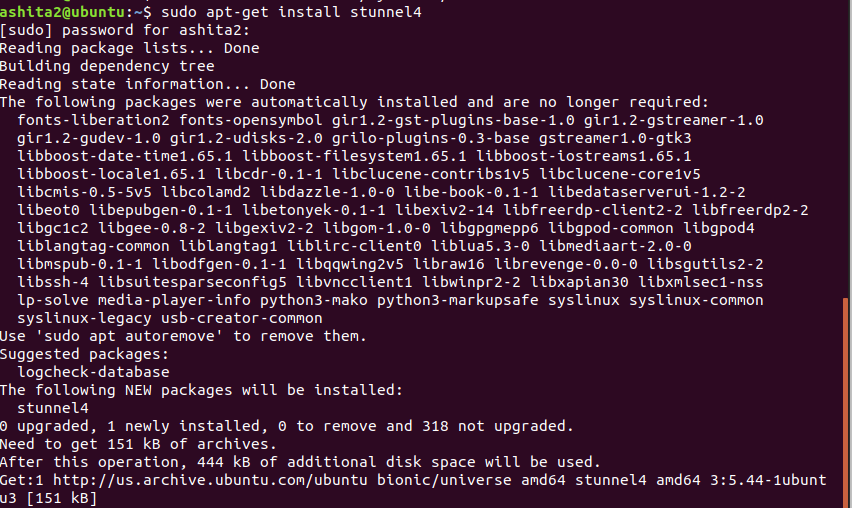 ashita2@ubuntu:~$ sudo apt-get install stunnel4
[sudo] password for ashita2:
Reading package lists... Done
Building dependency tree
Reading state information... Done
The following packages were automatically installed and are no longer required:
  fonts-liberation2 fonts-opensymbol gir1.2-gst-plugins-base-1.0 gir1.2-gstreamer-1.0
  gir1.2-gudev-1.0 gir1.2-udisks-2.0 grilo-plugins-0.3-base gstreamer1.0-gtk3
  libboost-date-time1.65.1 libboost-filesystem1.65.1 libboost-iostreams1.65.1
  libboost-locale1.65.1 libcdr-0.1-1 libclucene-contribs1v5 libclucene-core1v5
  libcmis-0.5-5v5 libcolamd2 libdazzle-1.0-0 libe-book-0.1-1 libedataserverui-1.2-2
  libeot0 libepubgen-0.1-1 libetonyek-0.1-1 libexiv2-14 libfreerdp-client2-2 libfreerdp2-2
  libgc1c2 libgee-0.8-2 libgexiv2-2 libgom-1.0-0 libgpgmepp6 libgpod-common libgpod4
  liblangtag-common liblangtag1 liblirc-client0 liblua5.3-0 libmediaart-2.0-0
  libmspub-0.1-1 libodfgen-0.1-1 libqqwing2v5 libraw16 librevenge-0.0-0 libsgutils2-2
  libssh-4 libsuitesparseconfig5 libvncclient1 libwinpr2-2 libxapian30 libxmlsec1-nss
  lp-solve media-player-info python3-mako python3-markupsafe syslinux syslinux-common
  syslinux-legacy usb-creator-common
Use 'sudo apt autoremove' to remove them.
Suggested packages:
  logcheck-database
The following NEW packages will be installed:
  stunnel4
0 upgraded, 1 newly installed, 0 to remove and 318 not upgraded.
Need to get 151 kB of archives.
After this operation, 444 kB of additional disk space will be used.
Get:1 http://us.archive.ubuntu.com/ubuntu bionic/universe amd64 stunnel4 amd64 3:5.44-1ubunt
u3 [151 kB]